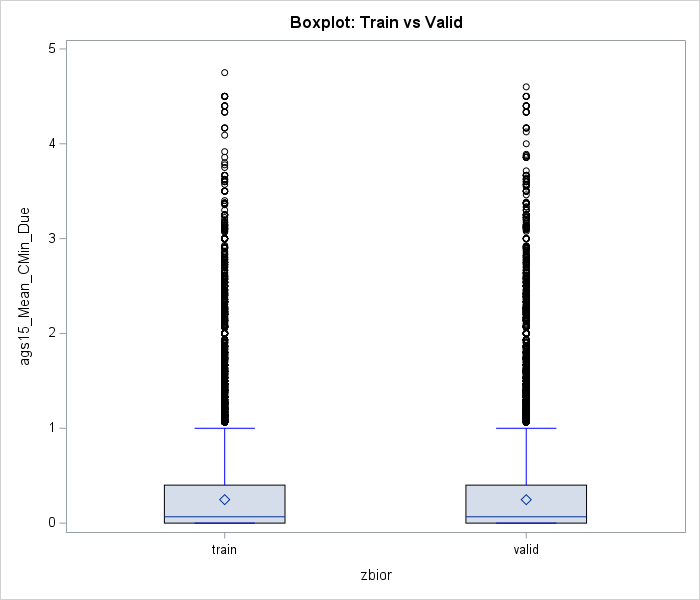 Boxplot: Train vs Valid
5
4
3
2
1
0
ags15_Mean_CMin_Due
train
valid
zbior